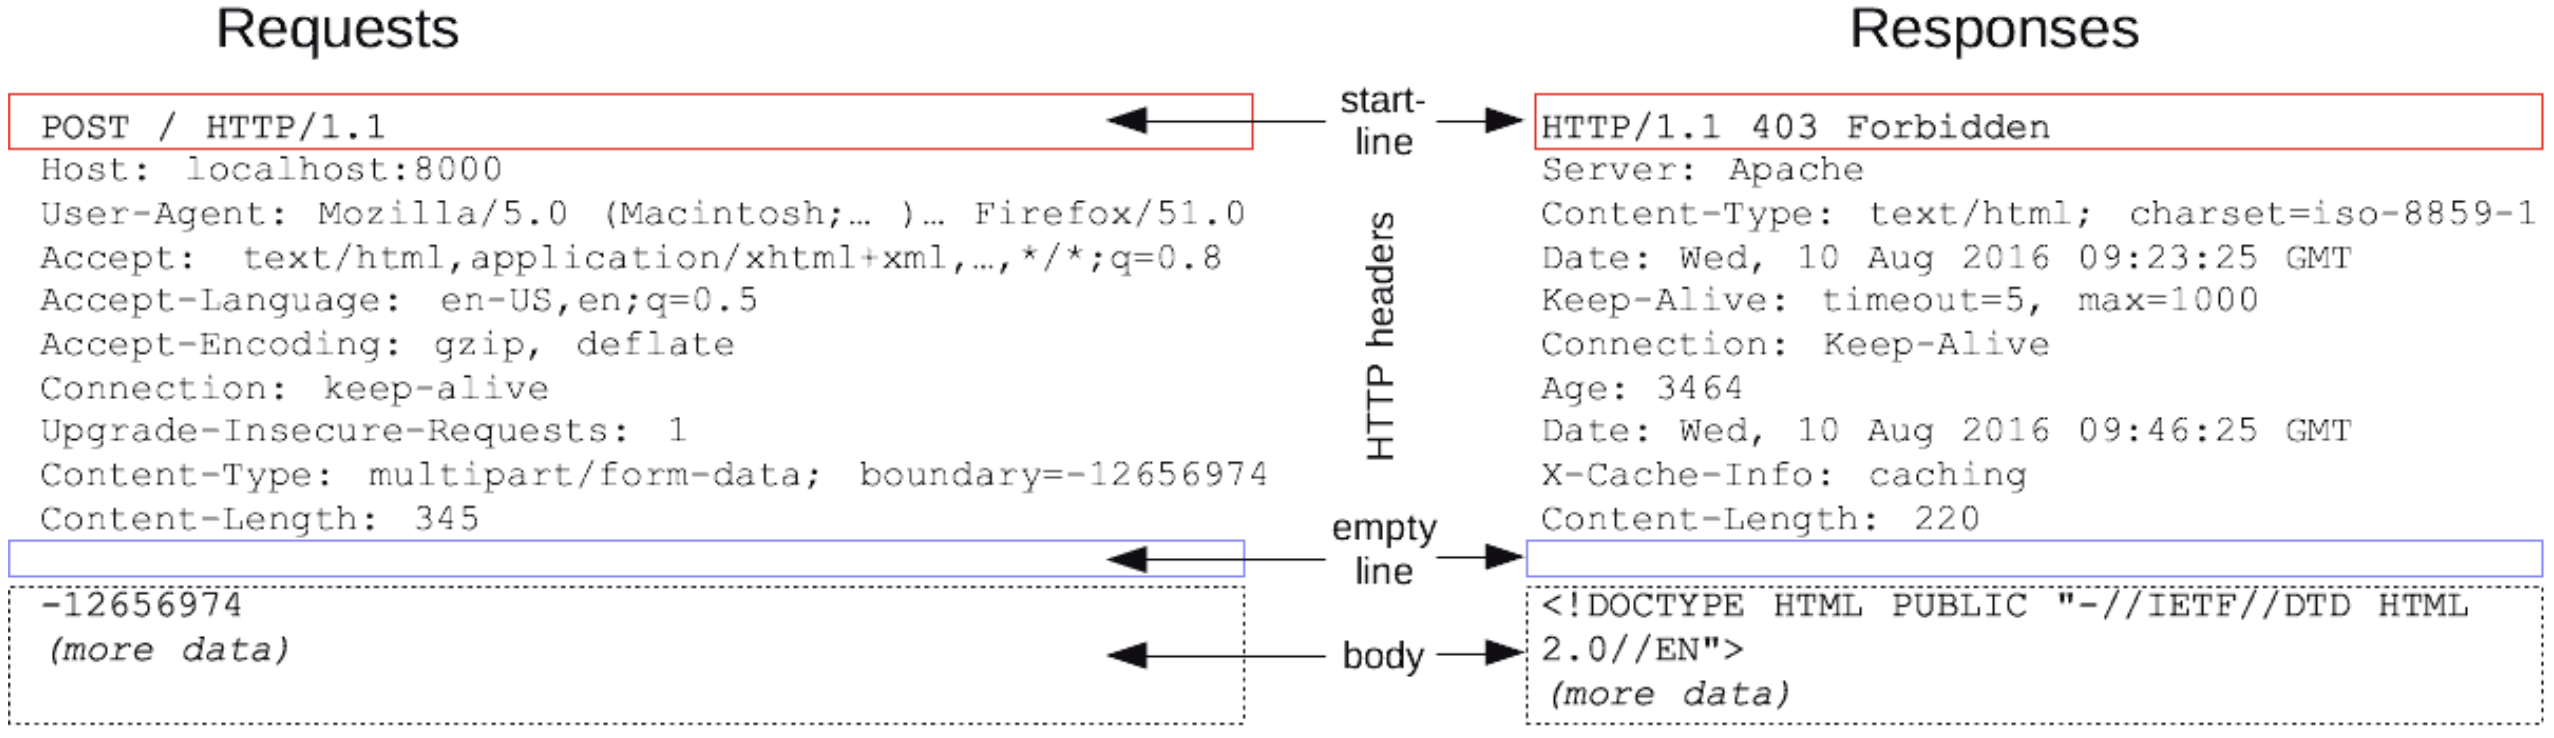 Requests
POST / HTTP/1.1
Host: localhost:8000
User-Agent: Mozilla/5.0 (Macintosh;… )… Firefox/51.0
Accept: text/html,application/xhtml+xml,…,*/*;q=0.8
Accept-Language: en-US,en;q=0.5
Accept-Encoding: gzip, deflate
Connection: keep-alive
Upgrade-Insecure-Requests: 1
Content-Type: multipart/form-data; boundary=-12656974
Content-Length: 345
-12656974
(more data)
start-
line
HTTP headers
empty
line
body
Responses
HTTP/1.1 403 Forbidden
Server: Apache
Content-Type: text/html; charset=iso-8859-1
Date: Wed, 10 Aug 2016 09:23:25 GMT
Keep-Alive: timeout=5, max=1000
Connection: Keep-Alive
Age: 3464
Date: Wed, 10 Aug 2016 09:46:25 GMT
X-Cache-Info: caching
Content-Length: 220
<!DOCTYPE HTML PUBLIC "-//IETF//DTD HTML
2.0//EN">
(more data)